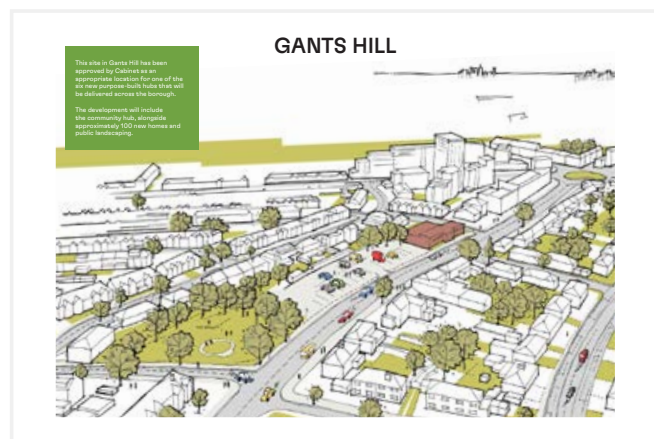 GANTS HILL
This site in Gants Hill has been
approved by Cabinet as an
appropriate location for one of the
six new purpose-built hubs that will
be delivered across the borough.
The development will include
the community hub, alongside
approximately 100 new homes and
public landscaping.